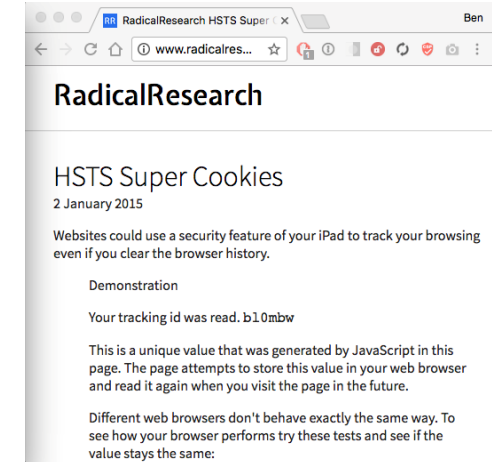 RR RadicalResearch HSTS Super
Ben
www.radicalres...
RadicalResearch
HSTS Super Cookies
2 January 2015
Websites could use a security feature of your iPad to track your browsing
even if you clear the browser history.
Demonstration
Your tracking id was read. bl0mbw
This is a unique value that was generated by JavaScript in this
page. The page attempts to store this value in your web browser
and read it again when you visit the page in the future.
Different web browsers don't behave exactly the same way. To
see how your browser performs try these tests and see if the
value stays the same: